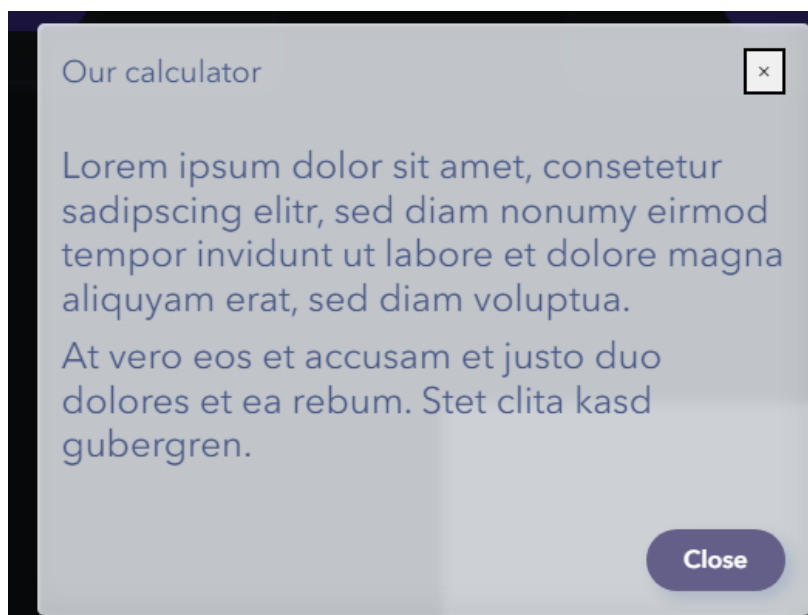 Our calculator
×
Lorem ipsum dolor sit amet, consetetur
sadipscing elitr, sed diam nonumy eirmod
tempor invidunt ut labore et dolore magna
aliquyam erat, sed diam voluptua.
At vero eos et accusam et justo duo
dolores et ea rebum. Stet clita kasd
gubergren.
Close